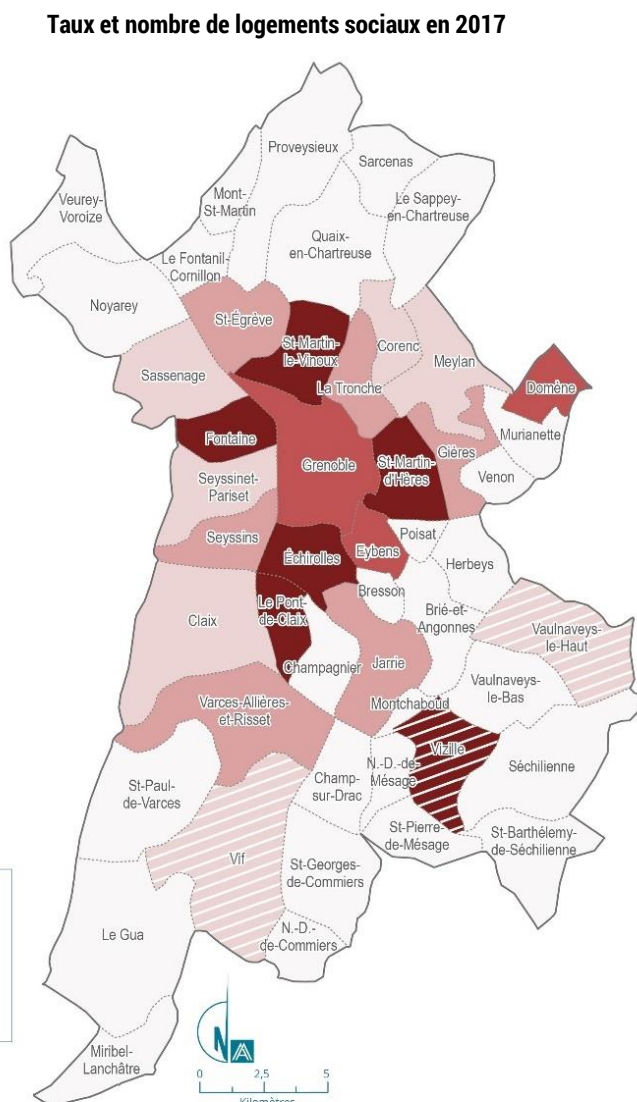 Taux et nombre de logements sociaux en 2017
Proveysieux
Sarcenas
Veurey-
Voroize
Mont-
St-Martin
Le Sappey-
en-Chartreuse
Quaix-
en-Chartreuse
Le Fontanil-
Cornillon
Noyarey
St-Égrève
St-Martin-
le-Vinoux
Corenc
Meylan
Sassenage
La Tronche
Domène
Murianette
Fontaine
Grenoble
St-Martin-
d'Hères
Gières
Venon
Seyssinet-
Pariset
Seyssins
Poisat
Échirolles
Eybens
Herbeys
Bresson
Le Pont-
de-Claix
Brié-et-
Angonnes
Vaulnaveys-
le-Haut
Claix
Champagnier
Jarrie
Vaulnaveys-
le-Bas
Varces-Allières-
et-Risset
Montchaboud
Vizille
N.-D.-de-
Mésage
Séchilienne
St-Paul-
de-Varces
Champ-
sur-Drac
St-Pierre-
de-Mésage
St-Barthélemy-
de-Séchilienne
Vif
St-Georges-
de-Commiers
Le Gua
N.-D.-
de-Commiers
N
Miribel-
Lanchâtre
0 2,5 5
Kilomètres